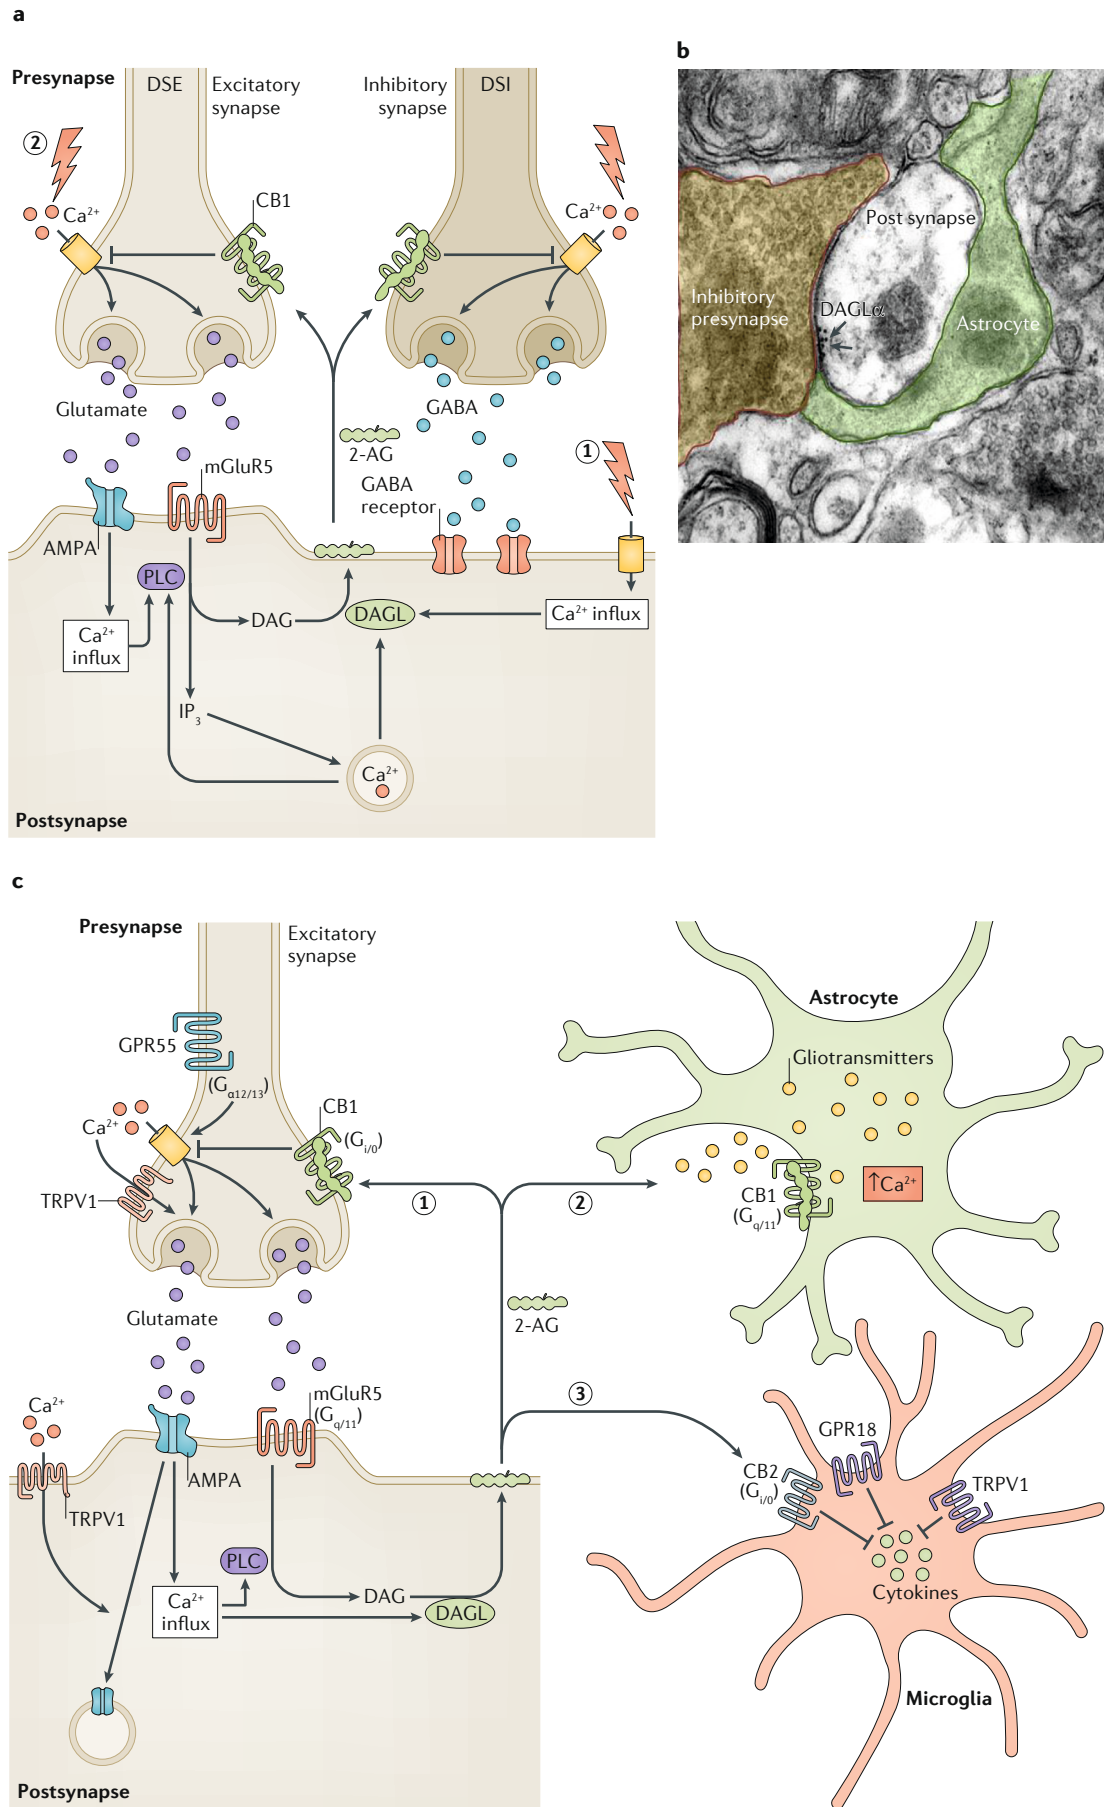 a
Presynapse
DSE
Excitatory
synapse
Inhibitory
synapse
DSI
2
Ca²⁺
CB1
Ca²⁺
Glutamate
GABA
2-AG
1
mGluR5
GABA
receptor
AMPA
PLC
DAG
DAGL
Ca²⁺ influx
Ca²⁺
influx
IP₃
Ca²⁺
Postsynapse
b
Post synapse
Inhibitory
presynapse
DAGLα
Astrocyte
c
Presynapse
Excitatory
synapse
GPR55
(Gα12/13)
Ca²⁺
CB1
(Gi/0)
TRPV1
1
2
Astrocyte
Gliotransmitters
CB1
(Gq/11)
↑Ca²⁺
Glutamate
2-AG
3
Ca²⁺
mGluR5
(Gq/11)
AMPA
TRPV1
PLC
Ca²⁺
influx
DAG
DAGL
GPR18
CB2
(Gi/0)
TRPV1
Cytokines
Microglia
Postsynapse